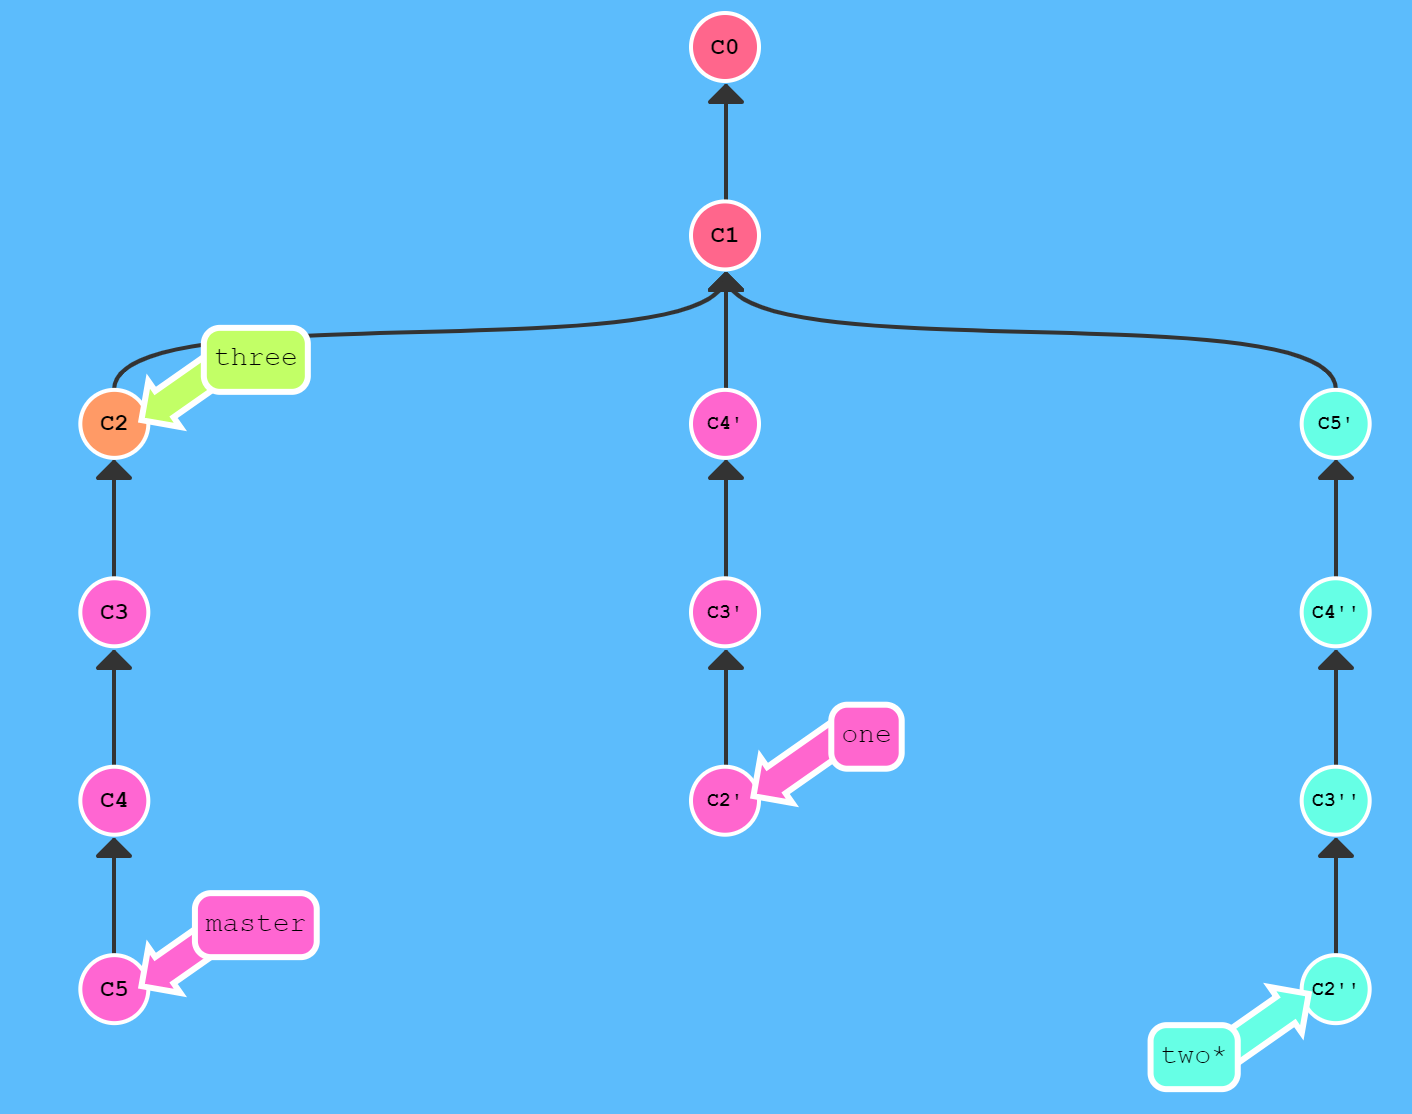 C0
C1
three
C2
C4'
C5'
C3
C3'
C4''
one
C4
C2'
C3''
master
C5
C2''
two*